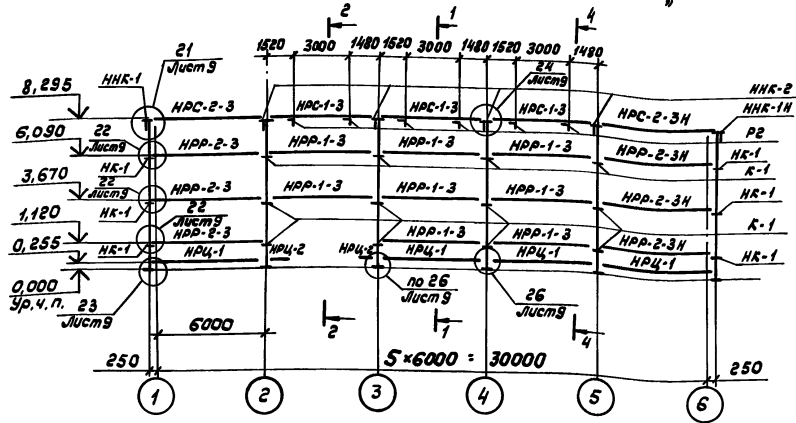 „
2 1 4
1520 3000 1480 1520 3000 1480 1520 3000 1480
21
Лист 9
24
Лист 9
ННК-1
ННК-2
8,295 НРС-2-3 НРС-1-3 НРС-1-3 НРС-1-3 НРС-2-3Н ННК-1Н
Р2
6,090 22
Лист 9
НРР-2-3 НРР-1-3 НРР-1-3 НРР-1-3 НРР-2-3Н НК-1
НК-1 К-1
3,670 22
Лист 9
НРР-2-3 НРР-1-3 НРР-1-3 НРР-1-3 НРР-2-3Н НК-1
НК-1
22
Лист 9
К-1
1,120 НРР-2-3 НРР-1-3 НРР-1-3 НРР-2-3Н
НК-1 НК-1
0,255 НРЦ-1 НРЦ-2 НРЦ-2 НРЦ-1 НРЦ-1 НРЦ-1
0,000
Ур.ч.п.
23
Лист 9
по 26
Лист 9
26
Лист 9
6000
2 1 4
250 5×6000 = 30000 250
1 2 3 4 5 6